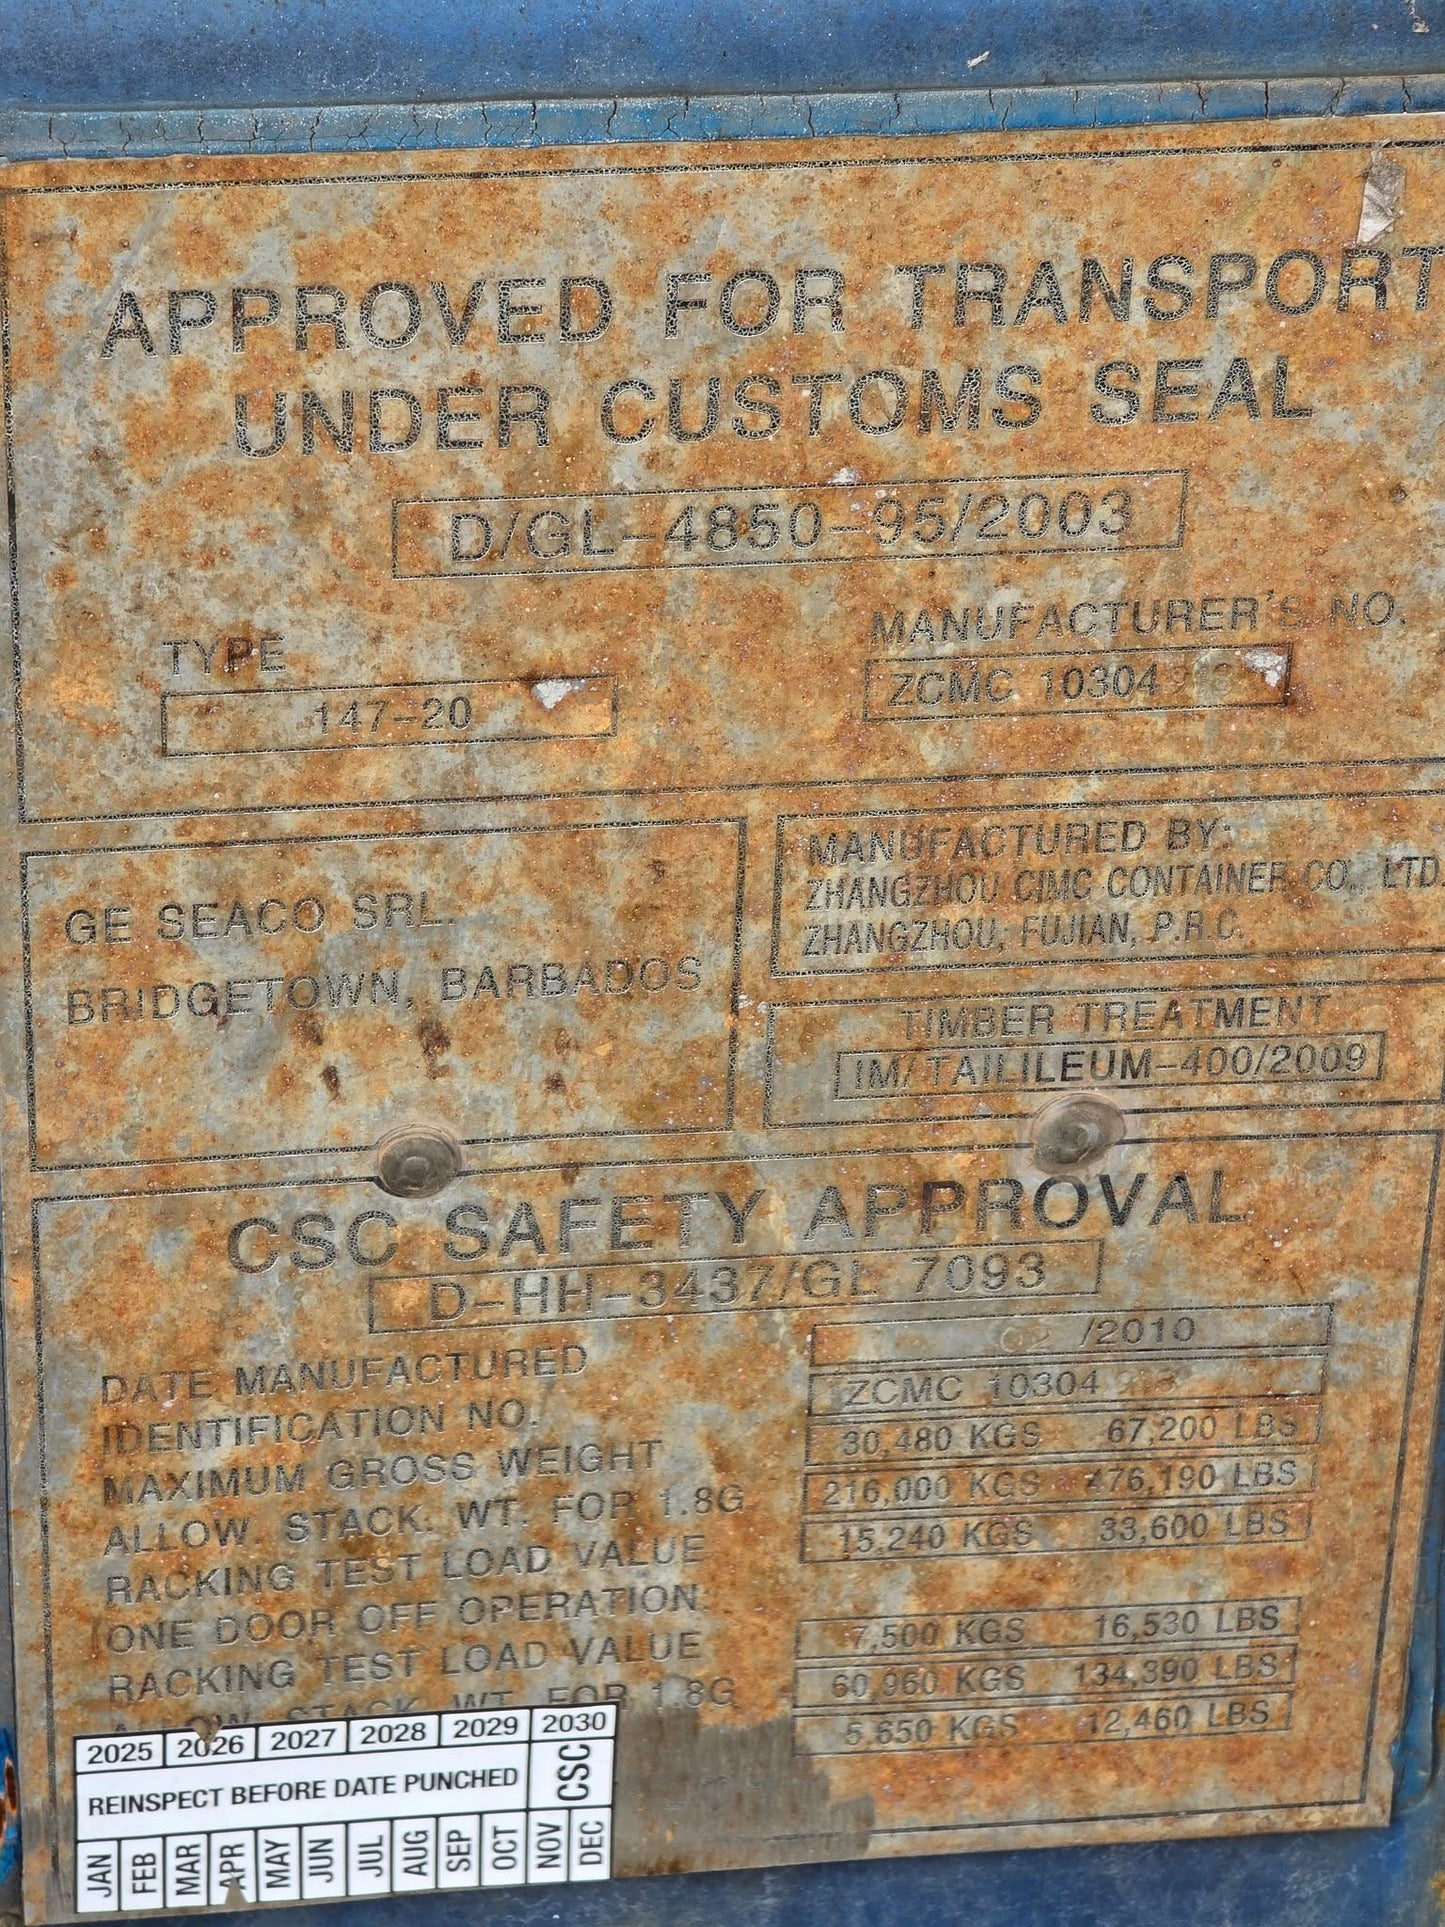 APPROVED FOR TRANSPORT
UNDER CUSTOMS SEAL
D/GL-4850-95/2003
TYPE
147-20
MANUFACTURER'S NO.
ZCMC 10304
GE SEACO SRL.
BRIDGETOWN, BARBADOS
MANUFACTURED BY:
ZHANGZHOU CIMC CONTAINER CO., LTD.
ZHANGZHOU, FUJIAN, P.R.C.
TIMBER TREATMENT
IM/TAILILEUM-400/2009
CSC SAFETY APPROVAL
D-HH-3437/GL 7093
DATE MANUFACTURED 02 /2010
IDENTIFICATION NO. ZCMC 10304
MAXIMUM GROSS WEIGHT 30,480 KGS 67,200 LBS
ALLOW. STACK. WT. FOR 1.8G 216,000 KGS 476,190 LBS
RACKING TEST LOAD VALUE 15,240 KGS 33,600 LBS
ONE DOOR OFF OPERATION
RACKING TEST LOAD VALUE 7,500 KGS 16,530 LBS
ALLOW. STACK. WT. FOR 1.8G 60,960 KGS 134,390 LBS
5,650 KGS 12,460 LBS
2025 2026 2027 2028 2029 2030
REINSPECT BEFORE DATE PUNCHED CSC
JAN FEB MAR APR MAY JUN JUL AUG SEP OCT NOV DEC